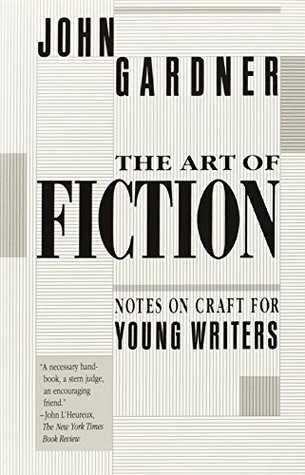 JOHN
GARDNER
THE ART OF
FICTION
NOTES ON CRAFT FOR
YOUNG WRITERS
"A necessary hand-
book, a stern judge,
an encouraging
friend."
–John L'Heureux,
The New York Times
Book Review